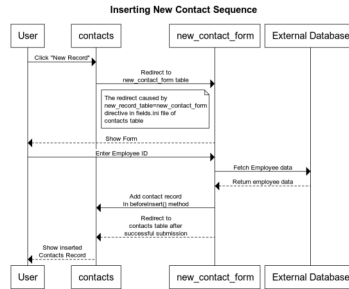 Inserting New Contact Sequence
User
contacts
new_contact_form
External Database
Click "New Record"
Redirect to
new_contact_form table
The redirect caused by
new_record_table=new_contact_form
directive in fields.ini file of
contacts table
Show Form
Enter Employee ID
Fetch Employee data
Return employee data
Add contact record
in beforeInsert() method
Redirect to
contacts table after
successful submission
Show inserted
Contacts Record
User
contacts
new_contact_form
External Database